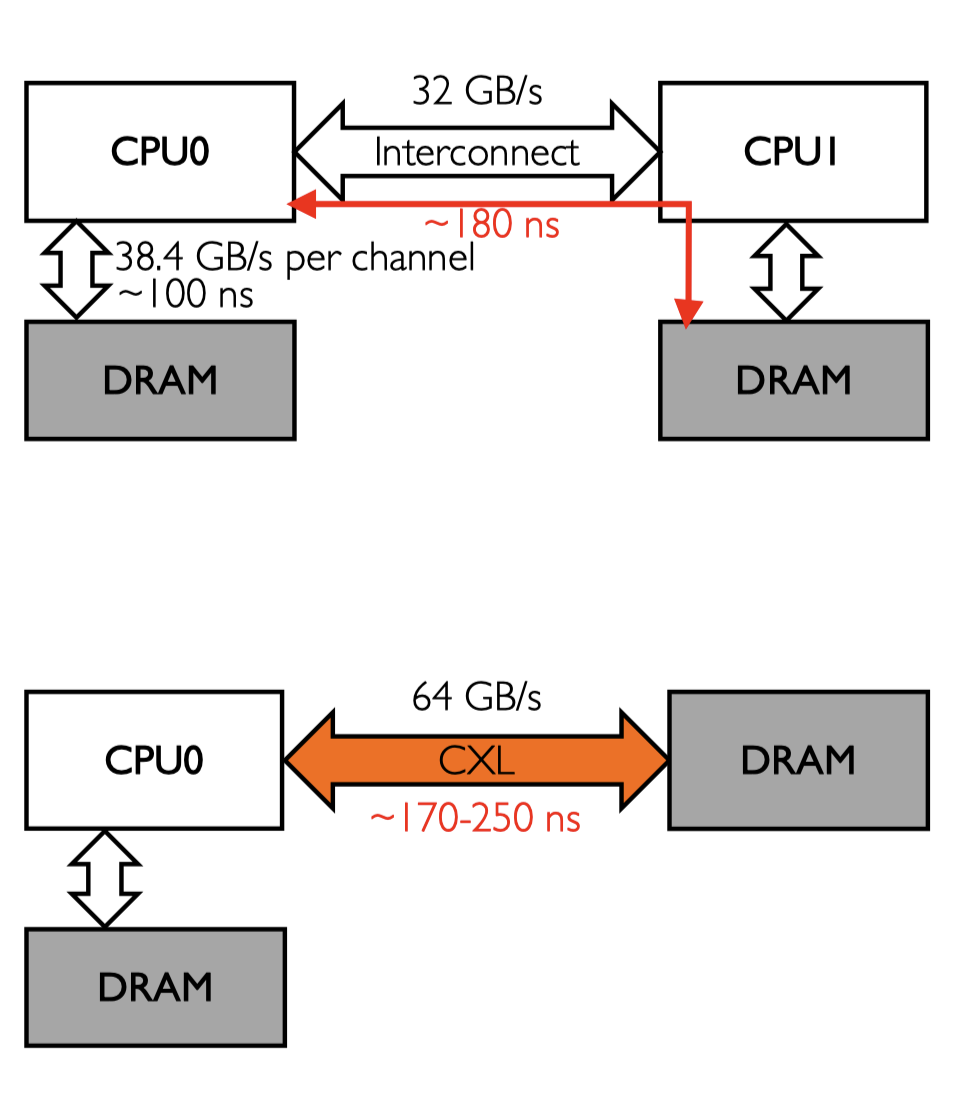 32 GB/s
CPU0
Interconnect
CPU1
~180 ns
38.4 GB/s per channel
~100 ns
DRAM
DRAM
64 GB/s
CPU0
CXL
DRAM
~170-250 ns
DRAM